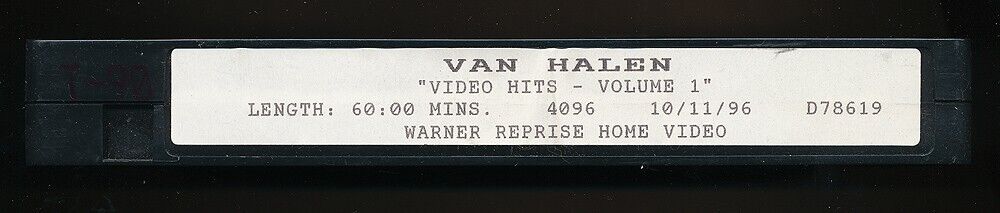 VAN HALEN
"VIDEO HITS - VOLUME 1"
LENGTH: 60:00 MINS. 4096 10/11/96 D78619
WARNER REPRISE HOME VIDEO